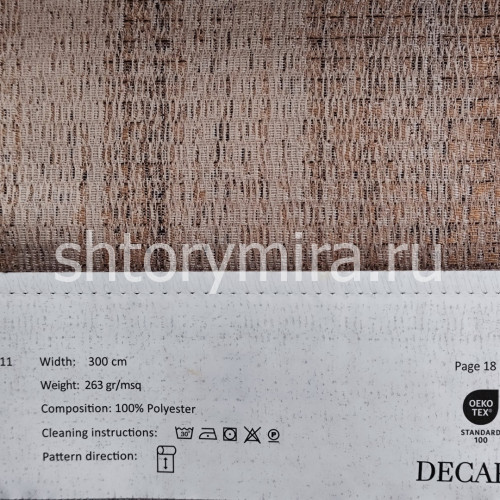 shtorymira.ru
11 Width: 300 cm
Page 18
Weight: 263 gr/msq
Composition: 100% Polyester
OEKO
TEX®
STANDARD
100
Cleaning instructions: 30°
Pattern direction: